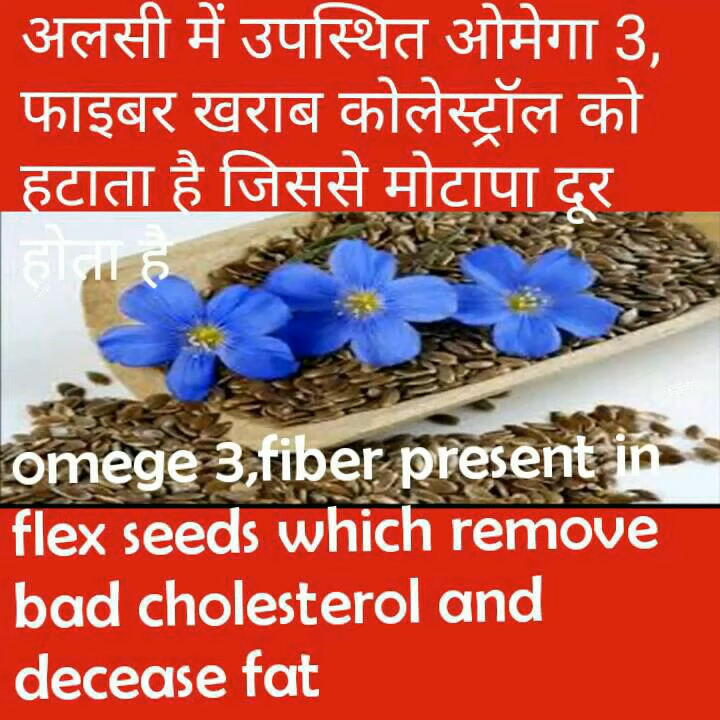 अलसी में उपस्थित ओमेगा 3,
फाइबर खराब कोलेस्ट्रॉल को
हटाता है जिससे मोटापा दूर
होता है
omege 3,fiber present in
flex seeds which remove
bad cholesterol and
decease fat